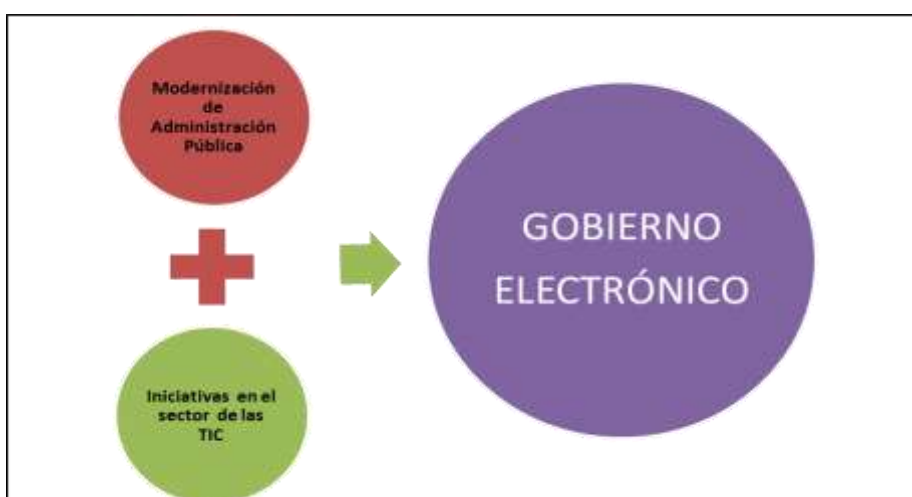 Modernización
de
Administración
Pública
Iniciativas en el
sector de las
TIC
GOBIERNO
ELECTRÓNICO